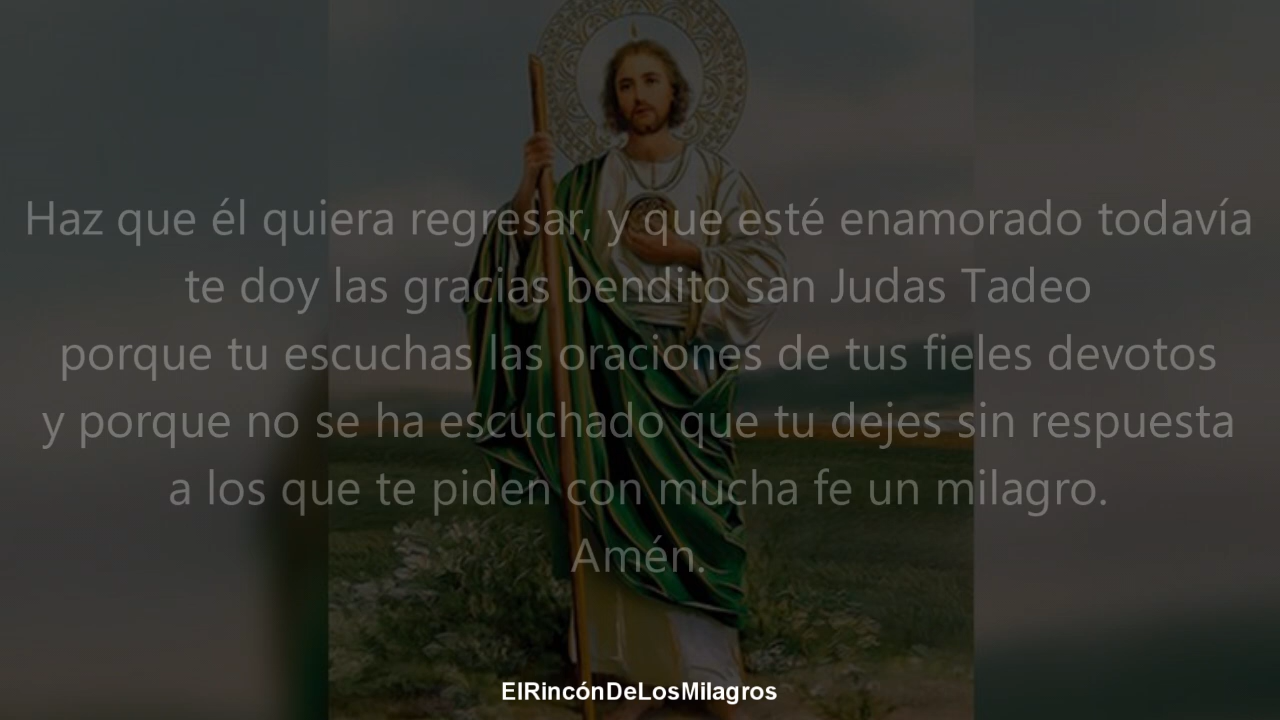 Haz que él quiera regresar, y que esté enamorado todavía
te doy las gracias bendito san Judas Tadeo
porque tu escuchas las oraciones de tus fieles devotos
y porque no se ha escuchado que tu dejes sin respuesta
a los que te piden con mucha fe un milagro.
Amén.
ElRincónDeLosMilagros